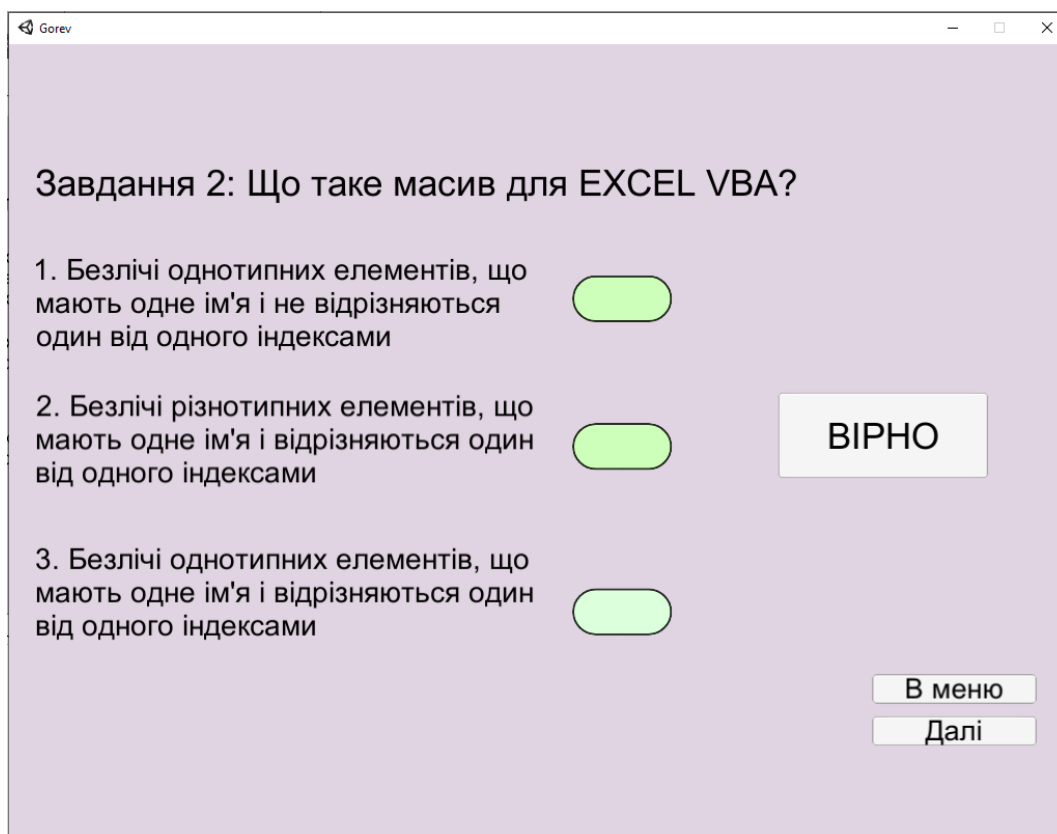 Gorev
Завдання 2: Що таке масив для EXCEL VBA?
1. Безлічі однотипних елементів, що
мають одне ім'я і не відрізняються
один від одного індексами
2. Безлічі різнотипних елементів, що
мають одне ім'я і відрізняються один
від одного індексами
ВІРНО
3. Безлічі однотипних елементів, що
мають одне ім'я і відрізняються один
від одного індексами
В меню
Далі